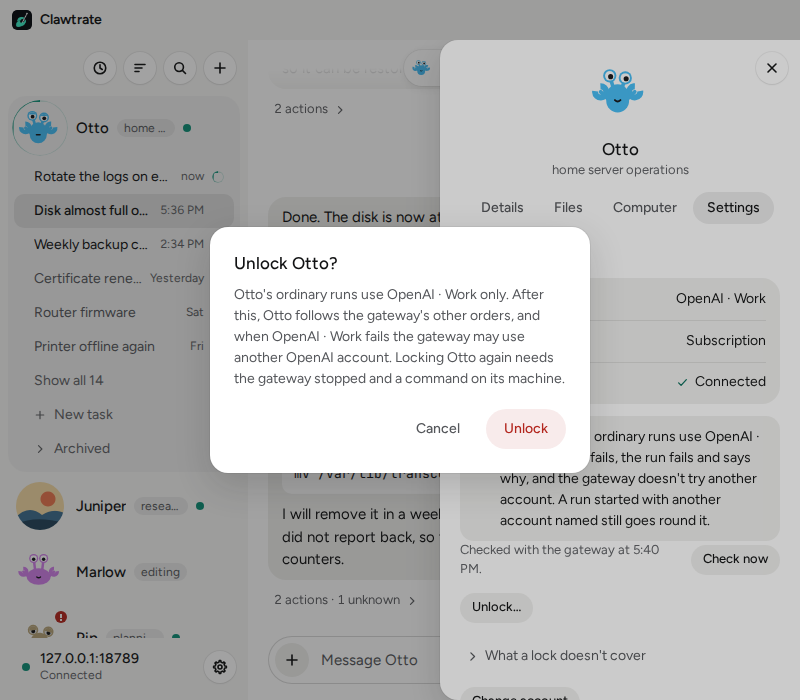 Clawtrate
Otto
home ...
Rotate the logs on e... now
Disk almost full o... 5:36 PM
Weekly backup c... 2:34 PM
Certificate rene... Yesterday
Router firmware Sat
Printer offline again Fri
Show all 14
New task
Archived
Juniper resea...
Marlow editing
Pip planni...
127.0.0.1:18789
Connected
2 actions
Done. The disk is now at
I will remove it in a week
did not report back, so
counters.
2 actions · 1 unknown
Message Otto
Otto
home server operations
Details Files Computer Settings
OpenAI · Work
Subscription
Connected
ordinary runs use OpenAI ·
fails, the run fails and says
why, and the gateway doesn't try another
account. A run started with another
account named still goes round it.
Checked with the gateway at 5:40
PM.
Check now
Unlock...
What a lock doesn't cover
Change account
Unlock Otto?
Otto's ordinary runs use OpenAI · Work only. After
this, Otto follows the gateway's other orders, and
when OpenAI · Work fails the gateway may use
another OpenAI account. Locking Otto again needs
the gateway stopped and a command on its machine.
Cancel Unlock